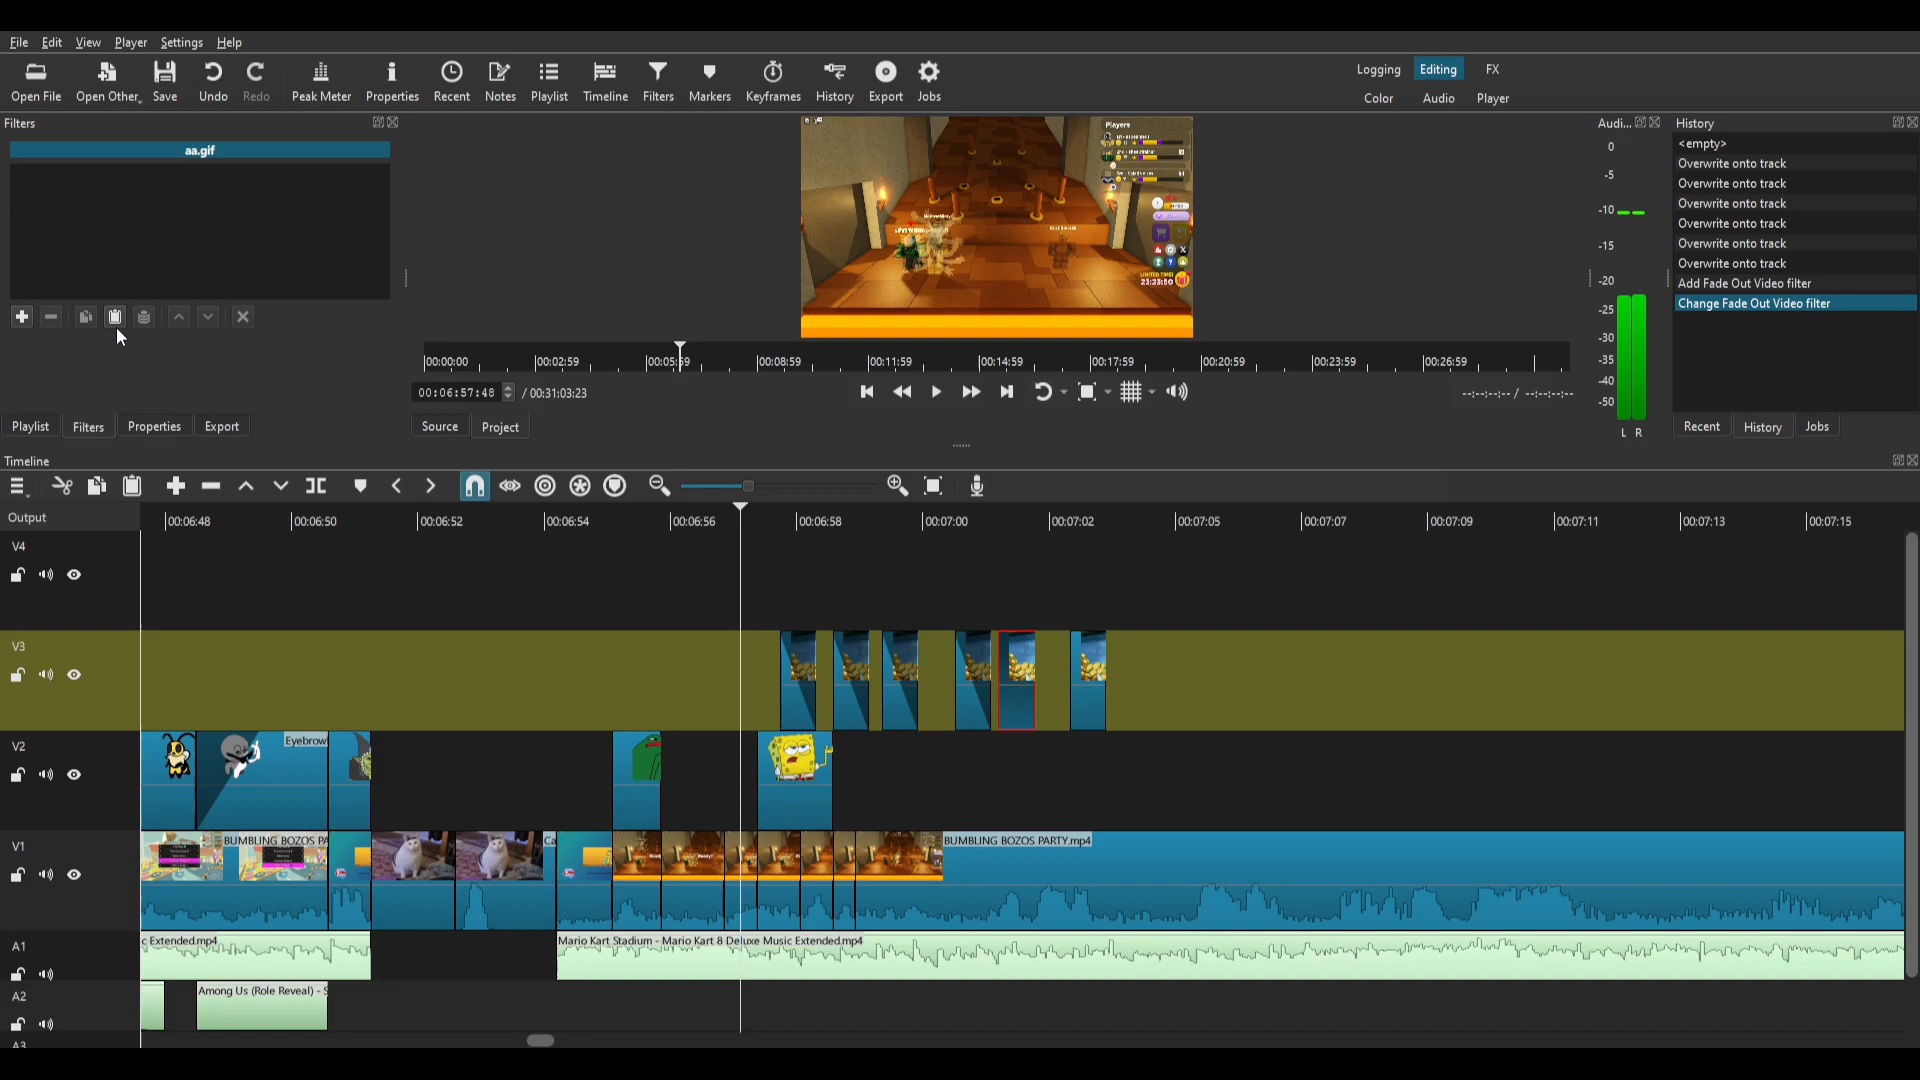 File Edit View Player Settings Help
Open File Open Other Save Undo Redo Peak Meter Properties Recent Notes Playlist Timeline Filters Markers Keyframes History Export Jobs
Logging Editing FX
Color Audio Player
Filters
aa.gif
Playlist Filters Properties Export
Players
LIMITED TIME!
23:23:50
00:00:00 00:02:59 00:05:59 00:08:59 00:11:59 00:14:59 00:17:59 00:20:59 00:23:59 00:26:59
00:06:57:48 / 00:31:03:23
--:--:--:-- / --:--:--:--
Source Project
Audi...
0
-5
-10
-15
-20
-25
-30
-35
-40
-50
L R
History
<empty>
Overwrite onto track
Overwrite onto track
Overwrite onto track
Overwrite onto track
Overwrite onto track
Overwrite onto track
Add Fade Out Video filter
Change Fade Out Video filter
Recent History Jobs
Timeline
Output
00:06:48 00:06:50 00:06:52 00:06:54 00:06:56 00:06:58 00:07:00 00:07:02 00:07:05 00:07:07 00:07:09 00:07:11 00:07:13 00:07:15
V4
V3
V2
Eyebrow
V1
BUMBLING BOZOS PA
Ca
BUMBLING BOZOS PARTY.mp4
A1
c Extended.mp4
Mario Kart Stadium - Mario Kart 8 Deluxe Music Extended.mp4
A2
Among Us (Role Reveal) - S
A3